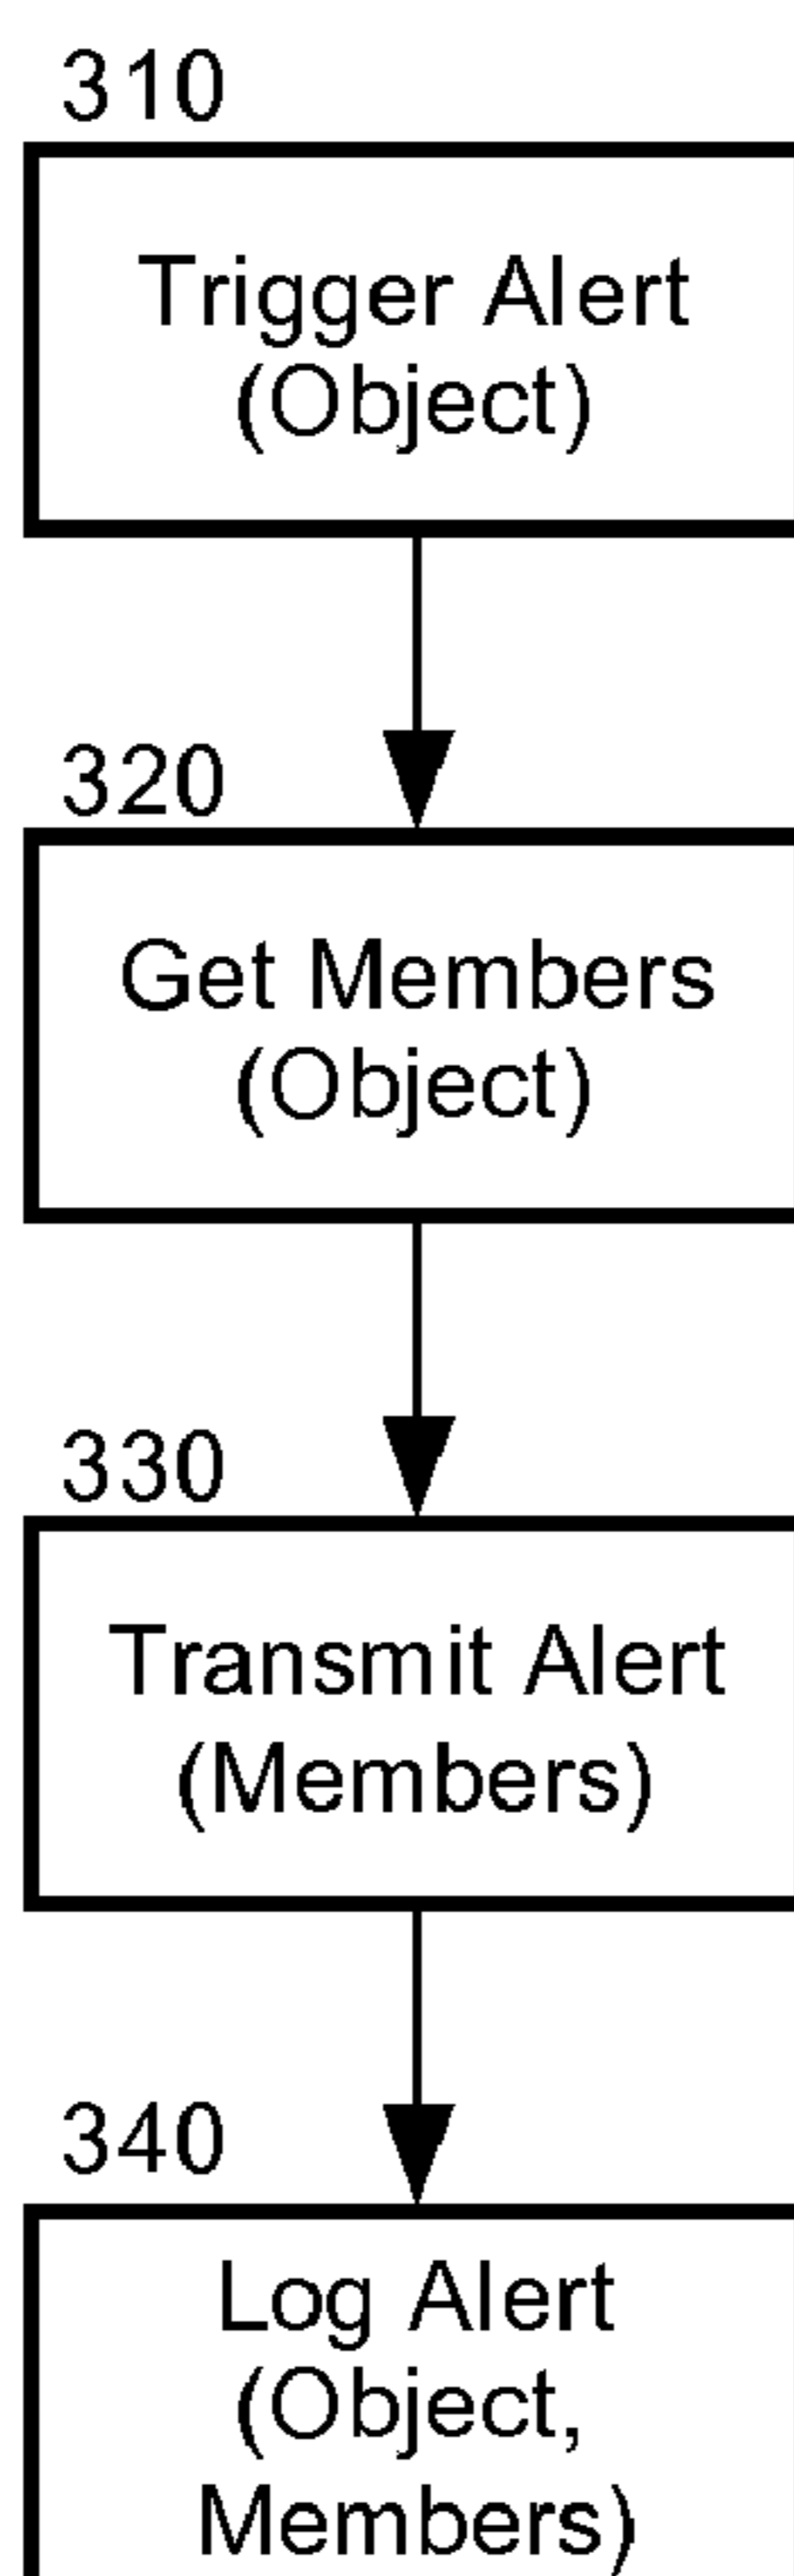 310
Trigger Alert
(Object)
320
Get Members
(Object)
330
Transmit Alert
(Members)
340
Log Alert
(Object,
Members)